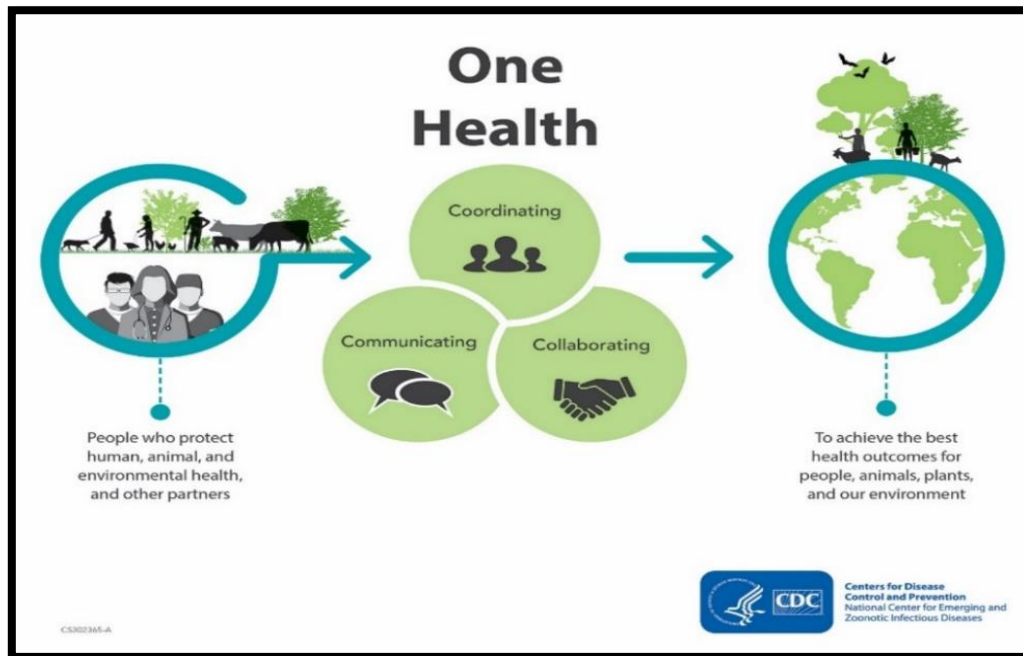 One
Health
Coordinating
Communicating
Collaborating
People who protect
human, animal, and
environmental health,
and other partners
To achieve the best
health outcomes for
people, animals, plants,
and our environment
CDC
Centers for Disease
Control and Prevention
National Center for Emerging and
Zoonotic Infectious Diseases
CS302365-A